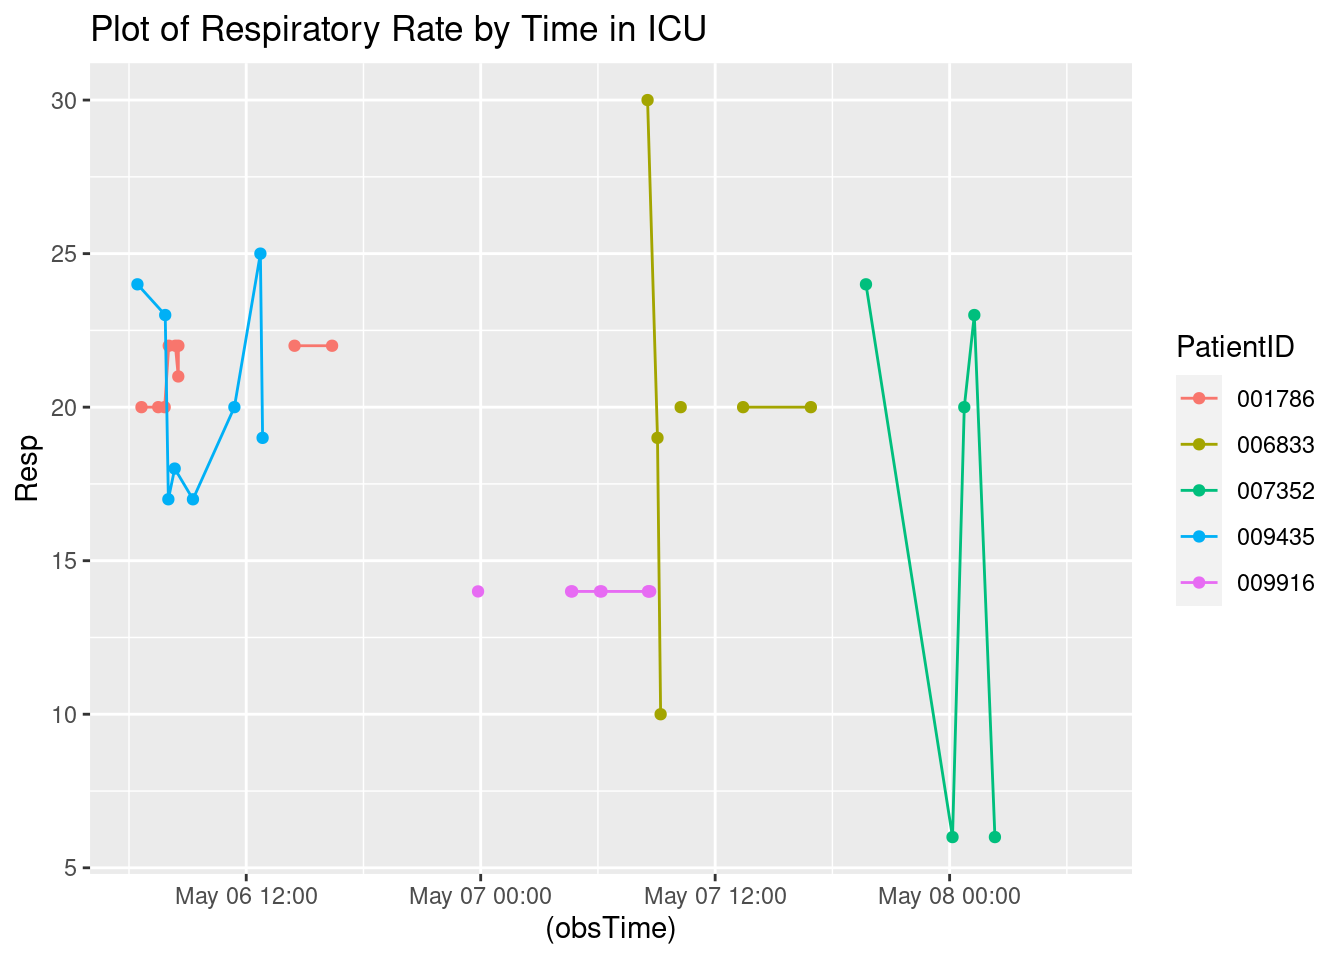 Plot of Respiratory Rate by Time in ICU
30
25
20
15
10
5
Resp
May 06 12:00
May 07 00:00
May 07 12:00
May 08 00:00
(obsTime)
PatientID
001786
006833
007352
009435
009916